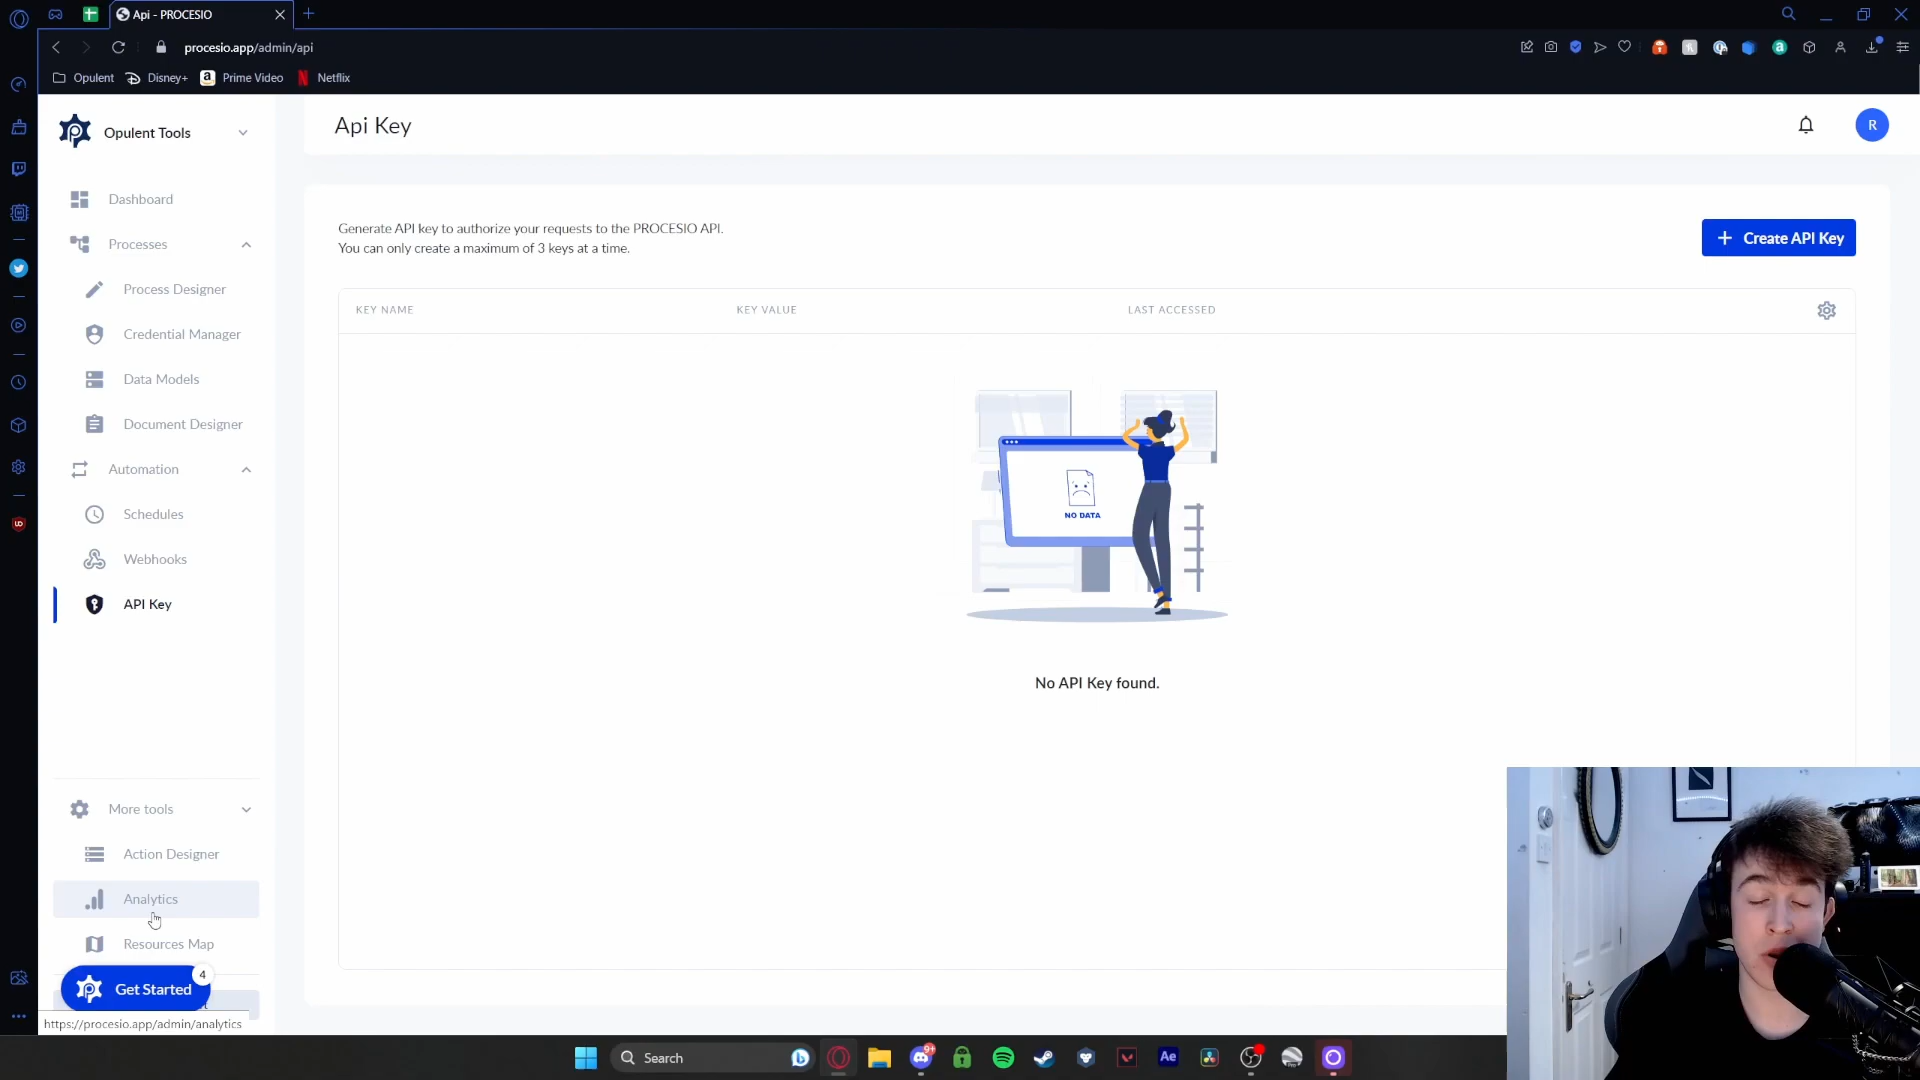 Api - PROCESIO
procesio.app/admin/api
Opulent
Disney+
Prime Video
Netflix
Opulent Tools
Api Key
R
Dashboard
Processes
Process Designer
Credential Manager
Data Models
Document Designer
Automation
Schedules
Webhooks
API Key
More tools
Action Designer
Analytics
Resources Map
Get Started
4
https://procesio.app/admin/analytics
Generate API key to authorize your requests to the PROCESIO API.
You can only create a maximum of 3 keys at a time.
+ Create API Key
KEY NAME
KEY VALUE
LAST ACCESSED
NO DATA
No API Key found.
Search
9+
Ae